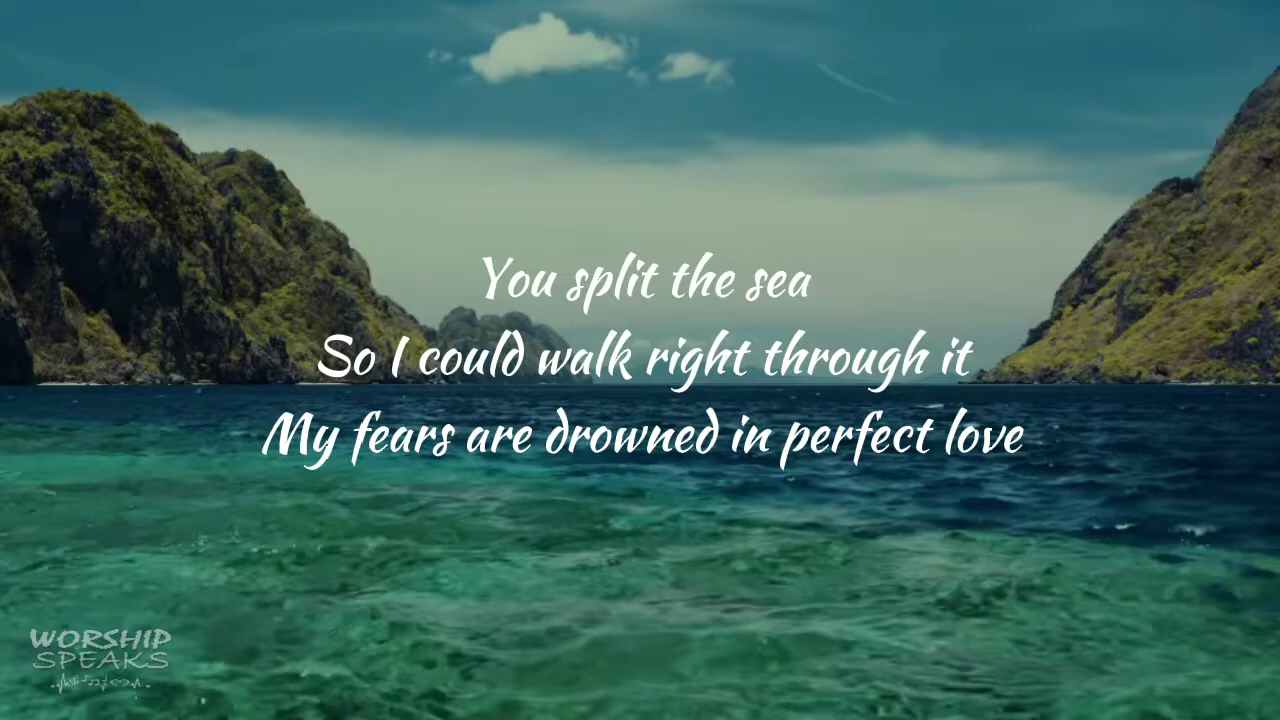 You split the sea
So I could walk right through it
My fears are drowned in perfect love
WORSHIP
SPEAKS